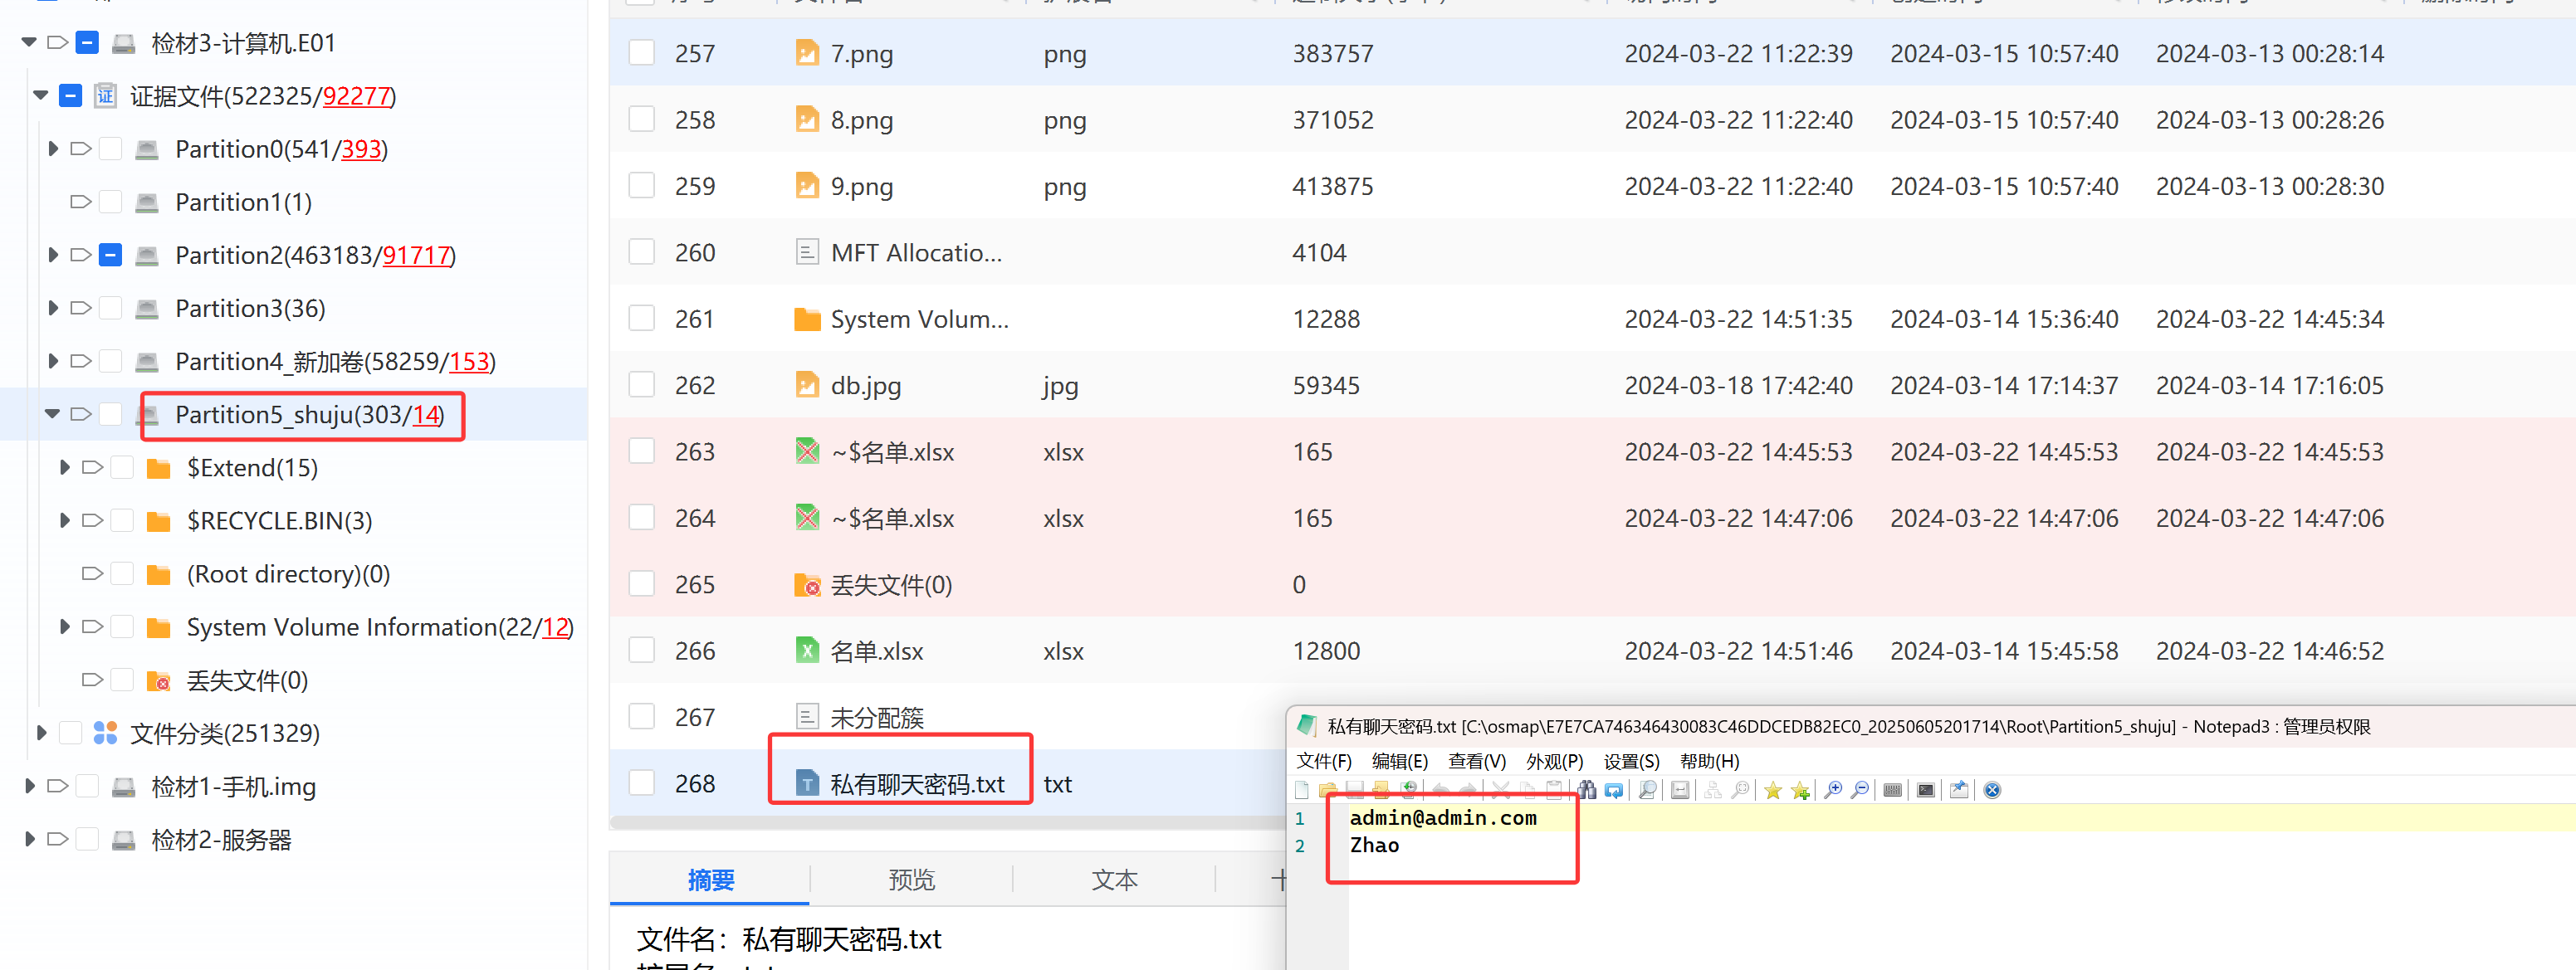 检材3-计算机.E01
证据文件(522325/92277)
Partition0(541/393)
Partition1(1)
Partition2(463183/91717)
Partition3(36)
Partition4_新加卷(58259/153)
Partition5_shuju(303/14)
$Extend(15)
$RECYCLE.BIN(3)
(Root directory)(0)
System Volume Information(22/12)
丢失文件(0)
文件分类(251329)
检材1-手机.img
检材2-服务器
257 7.png png 383757 2024-03-22 11:22:39 2024-03-15 10:57:40 2024-03-13 00:28:14
258 8.png png 371052 2024-03-22 11:22:40 2024-03-15 10:57:40 2024-03-13 00:28:26
259 9.png png 413875 2024-03-22 11:22:40 2024-03-15 10:57:40 2024-03-13 00:28:30
260 MFT Allocatio... 4104
261 System Volum... 12288 2024-03-22 14:51:35 2024-03-14 15:36:40 2024-03-22 14:45:34
262 db.jpg jpg 59345 2024-03-18 17:42:40 2024-03-14 17:14:37 2024-03-14 17:16:05
263 ~$名单.xlsx xlsx 165 2024-03-22 14:45:53 2024-03-22 14:45:53 2024-03-22 14:45:53
264 ~$名单.xlsx xlsx 165 2024-03-22 14:47:06 2024-03-22 14:47:06 2024-03-22 14:47:06
265 丢失文件(0) 0
266 名单.xlsx xlsx 12800 2024-03-22 14:51:46 2024-03-14 15:45:58 2024-03-22 14:46:52
267 未分配簇
268 私有聊天密码.txt txt
摘要 预览 文本
文件名：私有聊天密码.txt
私有聊天密码.txt [C:\osmap\E7E7CA746346430083C46DDCEDB82EC0_20250605201714\Root\Partition5_shuju] - Notepad3 : 管理员权限
文件(F) 编辑(E) 查看(V) 外观(P) 设置(S) 帮助(H)
1 admin@admin.com
2 Zhao